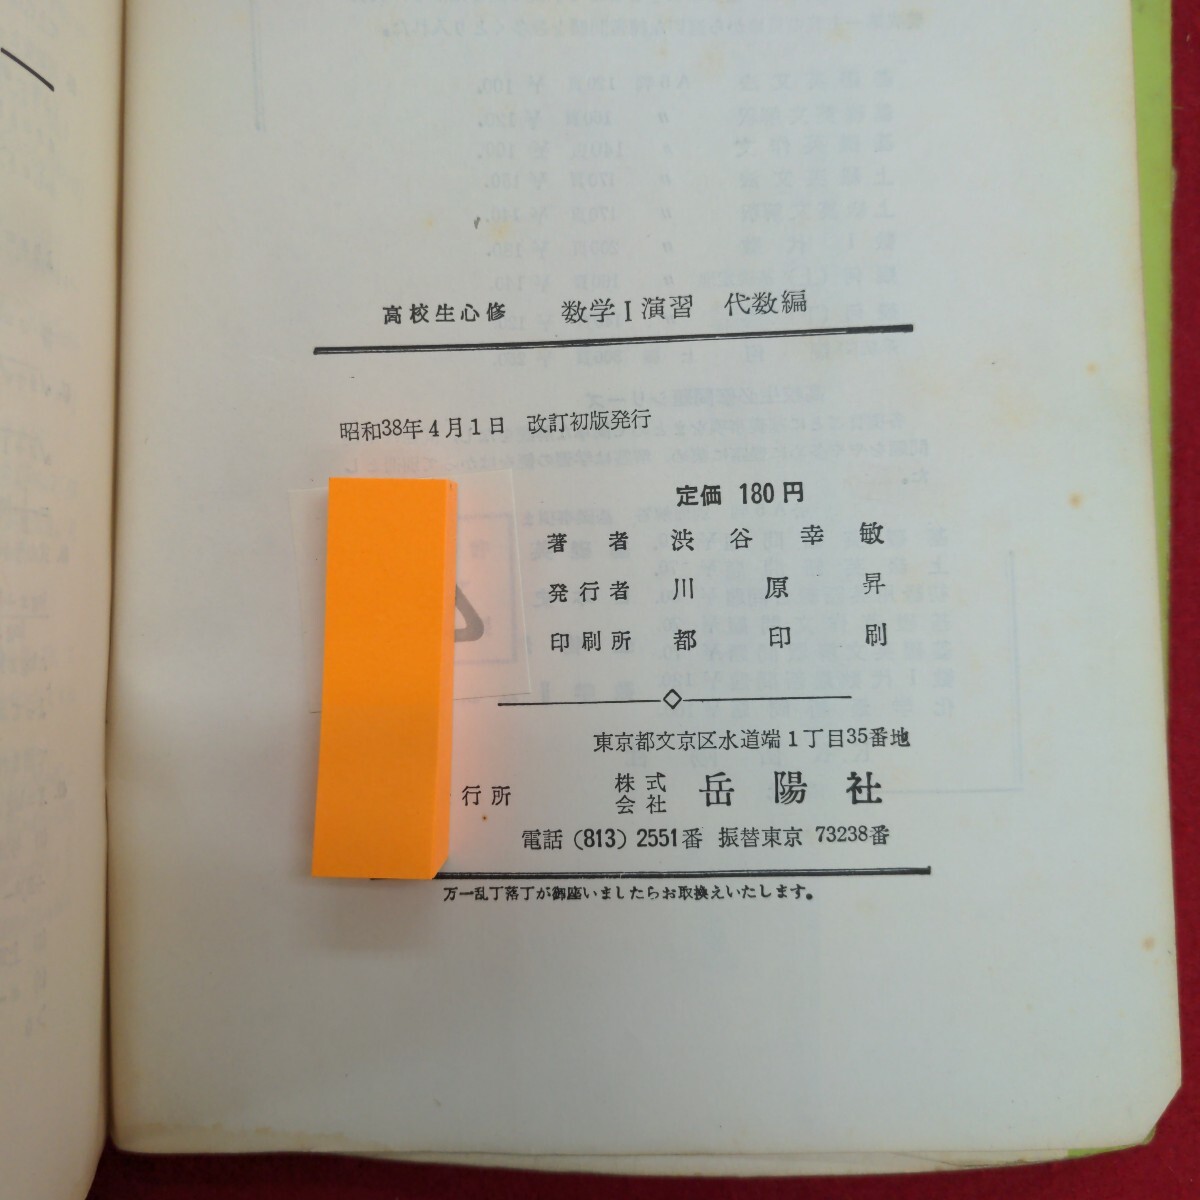 高校生心修 数学I演習 代数編
昭和38年4月1日 改訂初版発行
定価 180円
著者 渋谷幸敏
発行者 川原昇
印刷所 都印刷
東京都文京区水道端1丁目35番地
行所 株式会社 岳陽社
電話(813)2551番 振替東京 73238番
万一乱丁落丁が御座いましたらお取換えいたします。